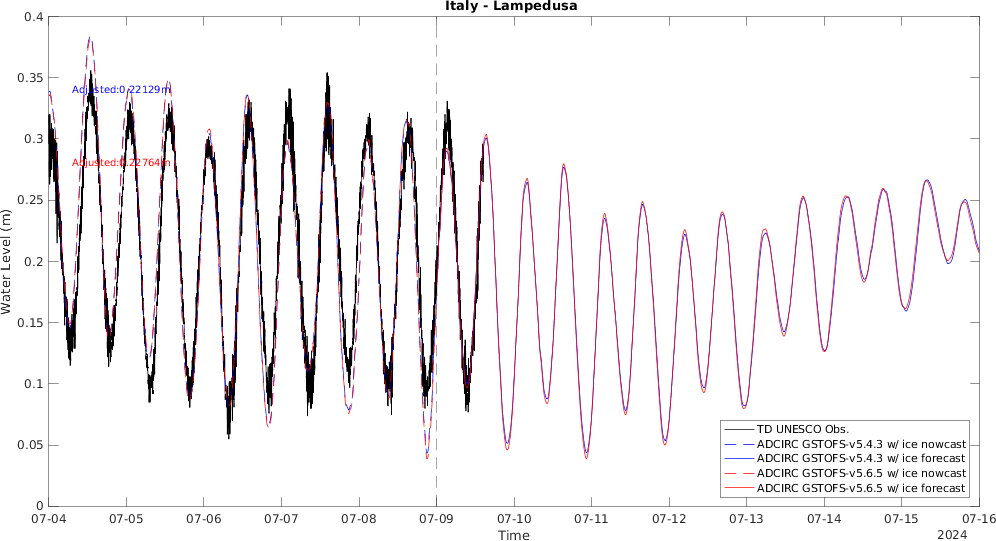 Italy - Lampedusa
Water Level (m)
0.4
0.35
0.3
0.25
0.2
0.15
0.1
0.05
0
Adjusted:0.22129m
Adjusted:0.22764m
TD UNESCO Obs.
ADCIRC GSTOFS-v5.4.3 w/ ice nowcast
ADCIRC GSTOFS-v5.4.3 w/ ice forecast
ADCIRC GSTOFS-v5.6.5 w/ ice nowcast
ADCIRC GSTOFS-v5.6.5 w/ ice forecast
07-04 07-05 07-06 07-07 07-08 07-09 07-10 07-11 07-12 07-13 07-14 07-15 07-16
Time
2024